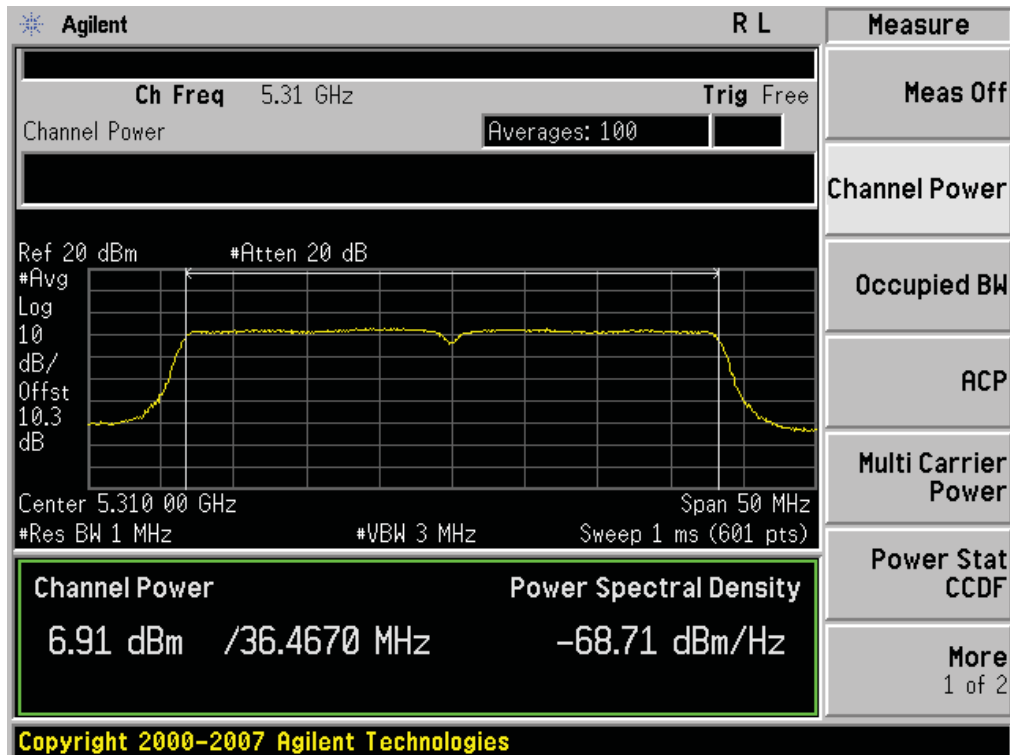 Agilent R L
Measure
Ch Freq 5.31 GHz Trig Free
Meas Off
Channel Power Averages: 100
Channel Power
Ref 20 dBm #Atten 20 dB
#Avg
Log
10
dB/
Offst
10.3
dB
Occupied BW
ACP
Multi Carrier
Power
Center 5.310 00 GHz Span 50 MHz
#Res BW 1 MHz #VBW 3 MHz Sweep 1 ms (601 pts)
Power Stat
CCDF
Channel Power Power Spectral Density
6.91 dBm /36.4670 MHz -68.71 dBm/Hz
More
1 of 2
Copyright 2000-2007 Agilent Technologies